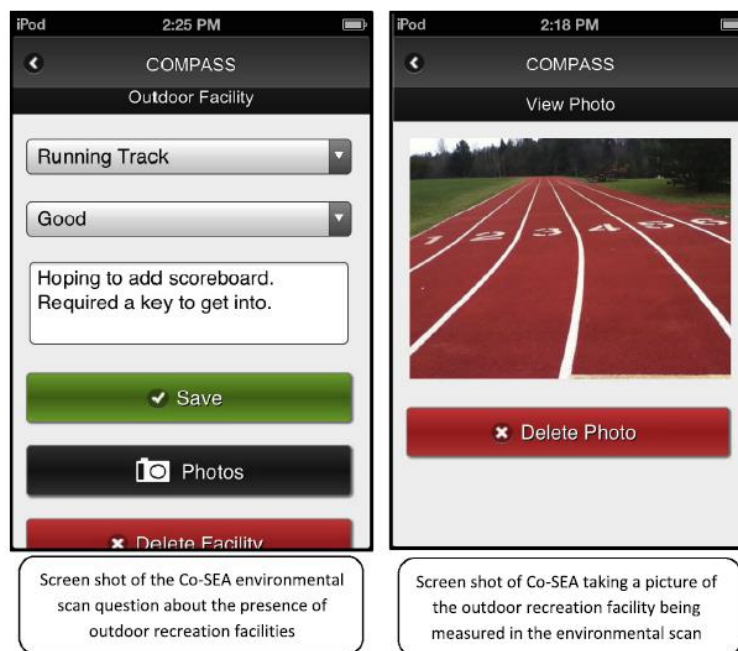 iPod 2:25 PM
COMPASS
Outdoor Facility
Running Track
Good
Hoping to add scoreboard.
Required a key to get into.
Save
Photos
Delete Facility
Screen shot of the Co-SEA environmental
scan question about the presence of
outdoor recreation facilities
iPod 2:18 PM
COMPASS
View Photo
1 2 3 4 5 6
Delete Photo
Screen shot of Co-SEA taking a picture of
the outdoor recreation facility being
measured in the environmental scan